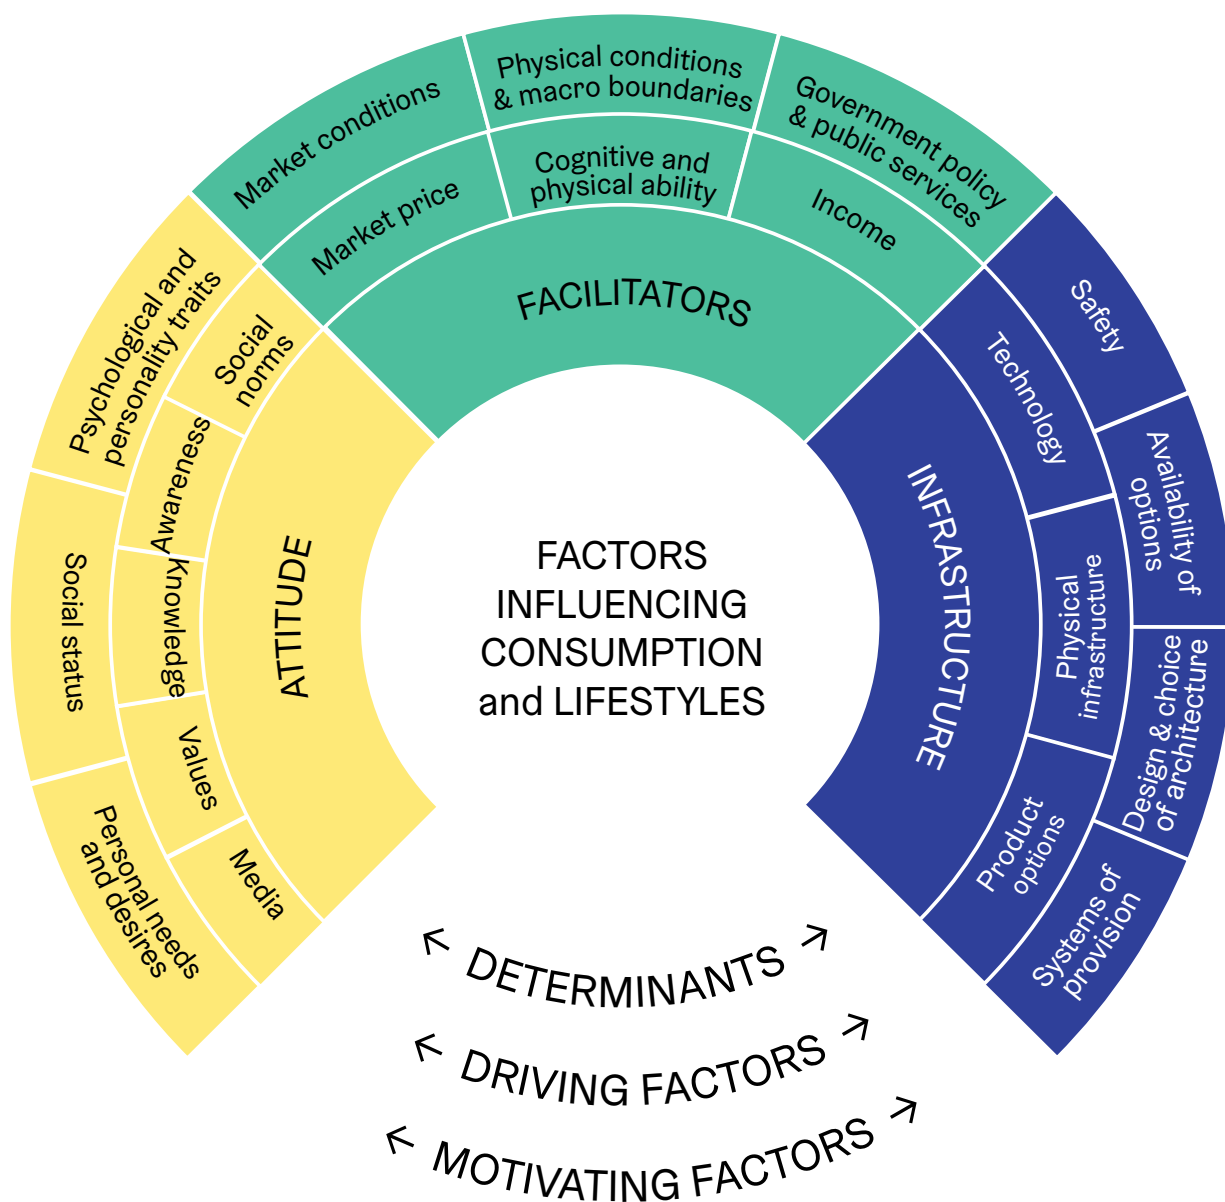 FACTORS
INFLUENCING
CONSUMPTION
and LIFESTYLES
ATTITUDE
Social
norms
Awareness
Knowledge
Values
Media
Psychological and
personality traits
Social status
Personal needs
and desires
FACILITATORS
Market price
Cognitive and
physical ability
Income
Market conditions
Physical conditions
& macro boundaries
Government policy
& public services
INFRASTRUCTURE
Technology
Physical
infrastructure
Product
options
Safety
Availability of
options
Design & choice
of architecture
Systems of
provision
← DETERMINANTS →
← DRIVING FACTORS →
← MOTIVATING FACTORS →